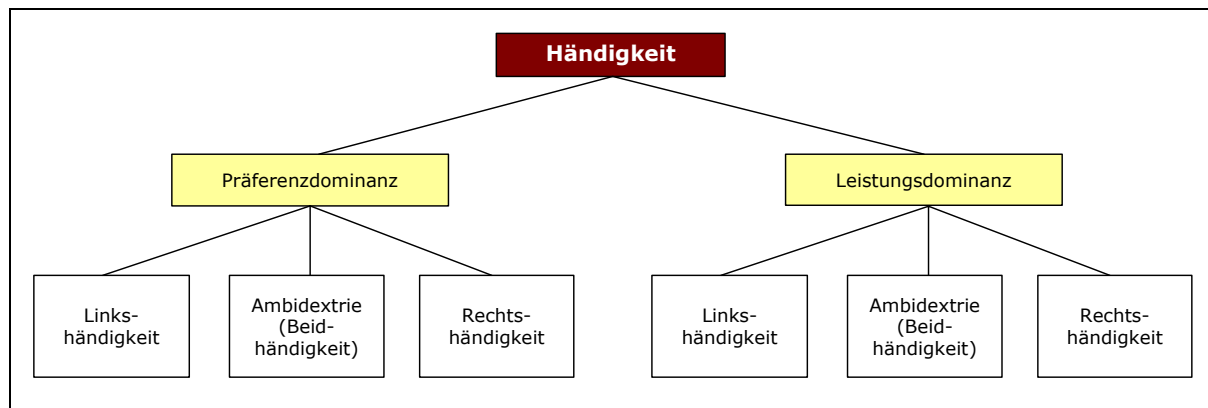 Händigkeit
Präferenzdominanz
Leistungsdominanz
Links-
händigkeit
Ambidextrie
(Beid-
händigkeit)
Rechts-
händigkeit
Links-
händigkeit
Ambidextrie
(Beid-
händigkeit)
Rechts-
händigkeit